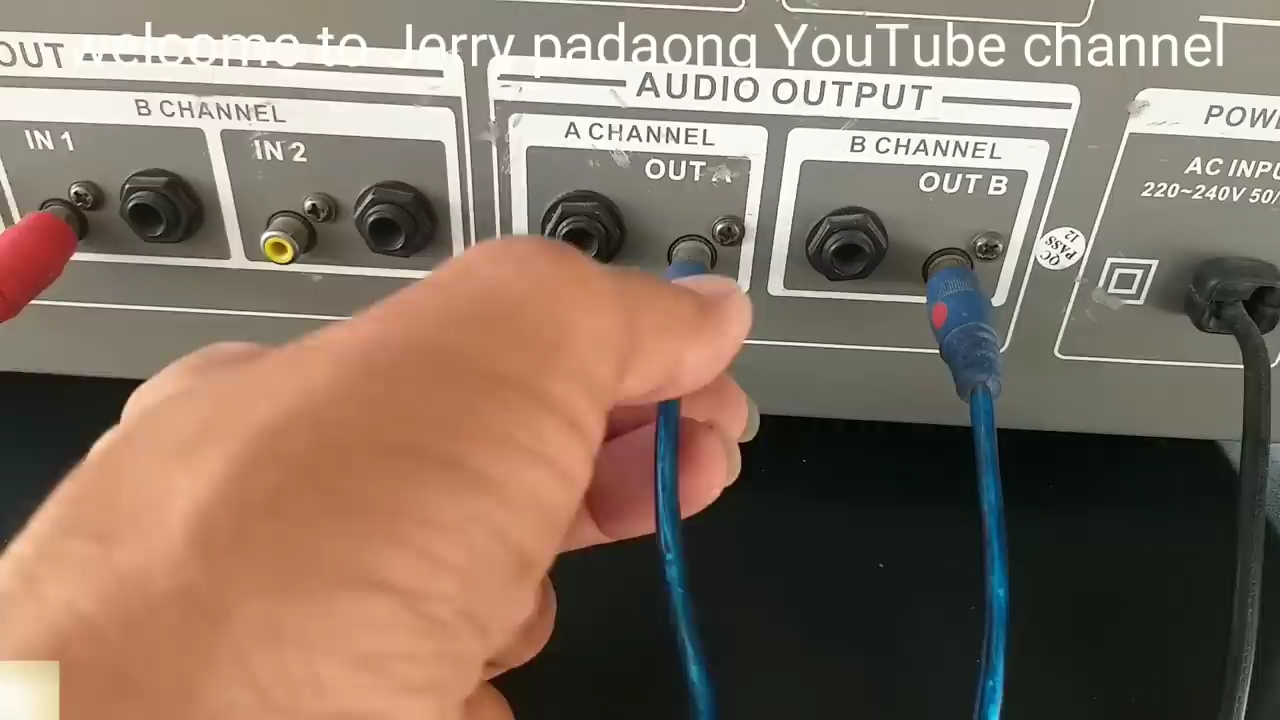 welcome to Jerry padaong YouTube channel
OUT
B CHANNEL
IN 1
IN 2
AUDIO OUTPUT
A CHANNEL
OUT A
B CHANNEL
OUT B
QC
PASS
12
AC INPU
220~240V 50/